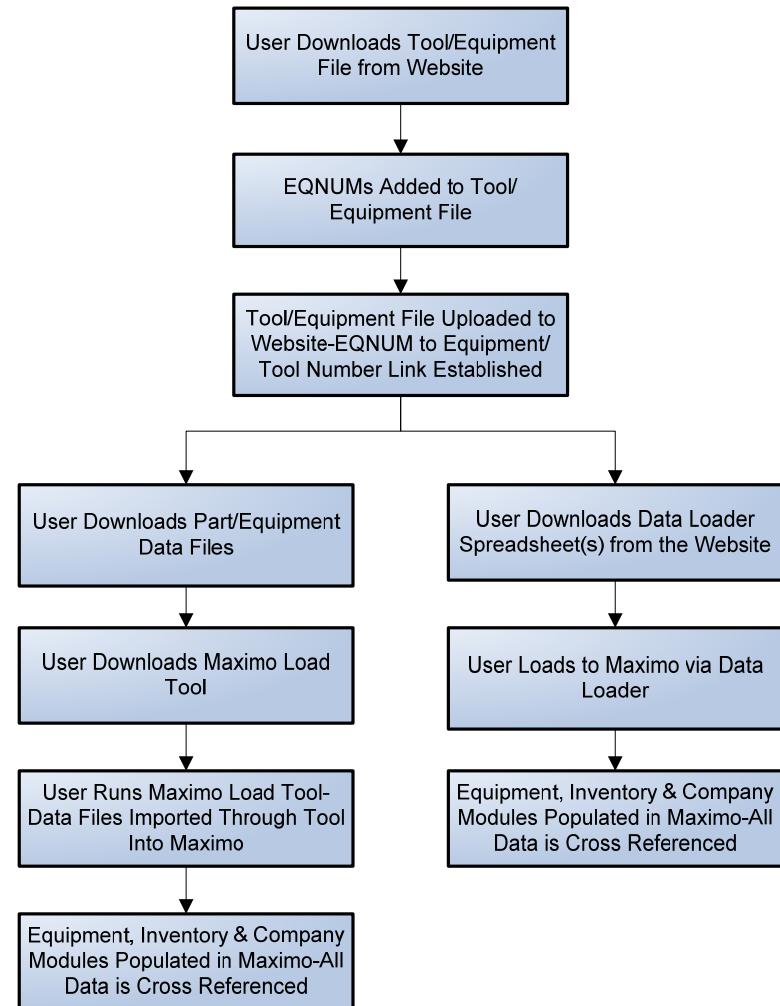 User Downloads Tool/Equipment
File from Website
EQNUMs Added to Tool/
Equipment File
Tool/Equipment File Uploaded to
Website-EQNUM to Equipment/
Tool Number Link Established
User Downloads Part/Equipment
Data Files
User Downloads Maximo Load
Tool
User Runs Maximo Load Tool-
Data Files Imported Through Tool
Into Maximo
Equipment, Inventory & Company
Modules Populated in Maximo-All
Data is Cross Referenced
User Downloads Data Loader
Spreadsheet(s) from the Website
User Loads to Maximo via Data
Loader
Equipment, Inventory & Company
Modules Populated in Maximo-All
Data is Cross Referenced